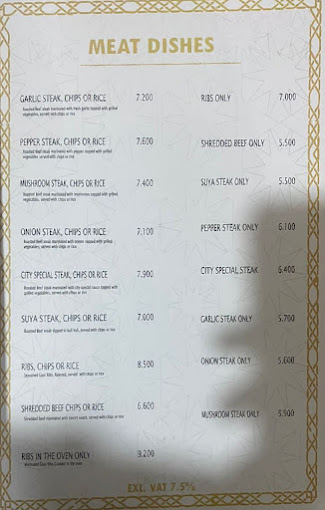 MEAT DISHES
GARLIC STEAK, CHIPS OR RICE 7.200
Roasted Beef steak marinated with fresh garlic topped with grilled
vegetables, served with chips or rice
PEPPER STEAK, CHIPS OR RICE 7.600
Roasted Beef steak marinated with pepper topped with grilled
vegetables, served with chips or rice
MUSHROOM STEAK, CHIPS OR RICE 7.400
Roasted Beef steak marinated with mushrooms topped with grilled
vegetables, served with chips or rice
ONION STEAK, CHIPS OR RICE 7.100
Roasted Beef steak marinated with onions topped with grilled
vegetables, served with chips or rice
CITY SPECIAL STEAK, CHIPS OR RICE 7.900
Roasted Beef steak marinated with city special sauce topped with
grilled vegetables, served with chips or rice
SUYA STEAK, CHIPS OR RICE 7.000
Roasted Beef steak served with chips or rice
RIBS, CHIPS OR RICE 8.500
served with chips or rice
SHREDDED BEEF CHIPS OR RICE 6.600
Shredded beef marinated with served with chips or rice
RIBS IN THE OVEN ONLY 9.200
RIBS ONLY 7.000
SHREDDED BEEF ONLY 5.500
SUYA STEAK ONLY 5.500
PEPPER STEAK ONLY 6.100
CITY SPECIAL STEAK 6.400
GARLIC STEAK ONLY 5.700
ONION STEAK ONLY 5.600
MUSHROOM STEAK ONLY 5.900
EXL. VAT 7.5%